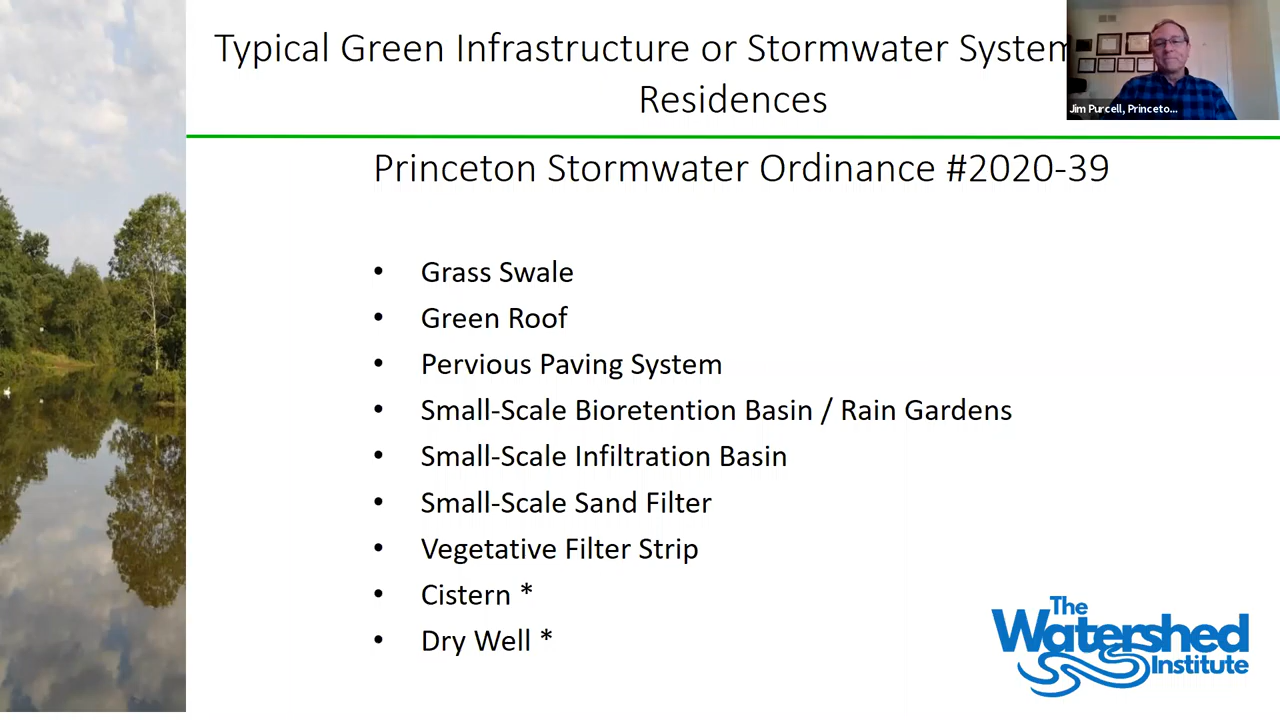 Typical Green Infrastructure or Stormwater System
Residences
Jim Purcell, Princeto...
Princeton Stormwater Ordinance #2020-39
• Grass Swale
• Green Roof
• Pervious Paving System
• Small-Scale Bioretention Basin / Rain Gardens
• Small-Scale Infiltration Basin
• Small-Scale Sand Filter
• Vegetative Filter Strip
• Cistern *
• Dry Well *
The
Watershed
Institute